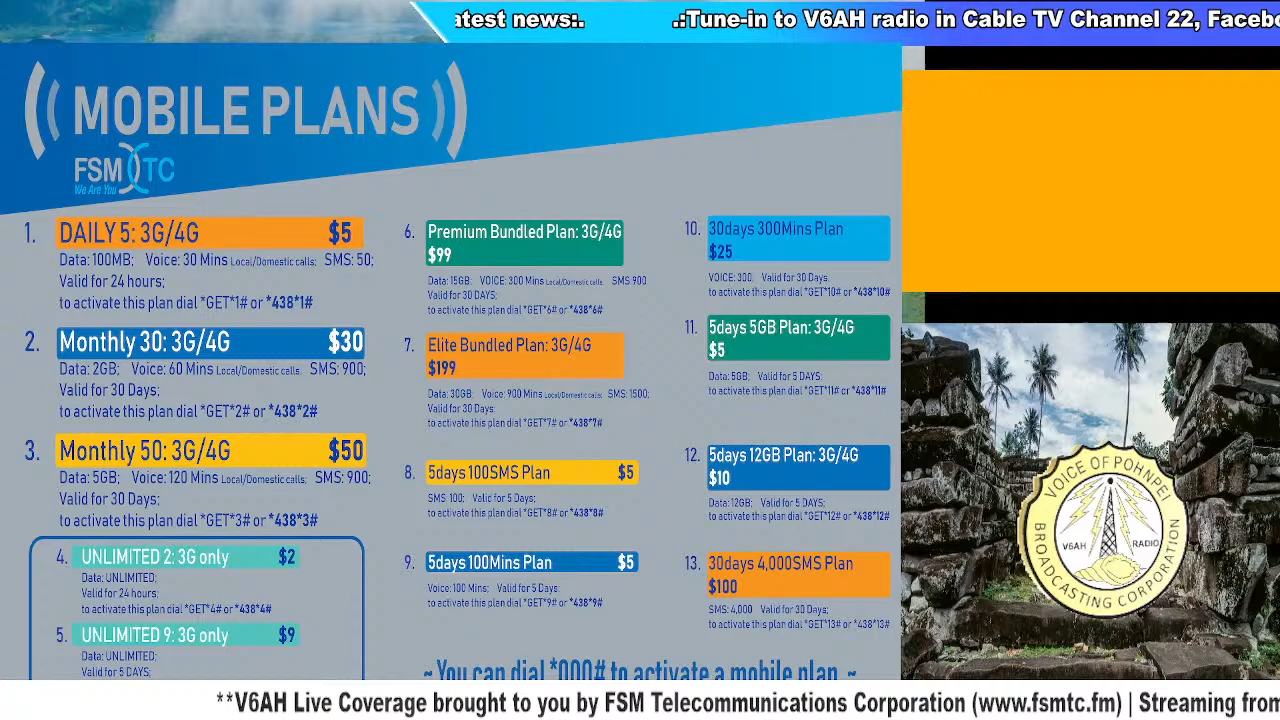 atest news:. .:Tune-in to V6AH radio in Cable TV Channel 22, Facebo
MOBILE PLANS
FSMTC
We Are You
1. DAILY 5: 3G/4G $5
Data: 100MB; Voice: 30 Mins Local/Domestic calls; SMS: 50;
Valid for 24 hours;
to activate this plan dial *GET*1# or *438*1#
2. Monthly 30: 3G/4G $30
Data: 2GB; Voice: 60 Mins Local/Domestic calls. SMS: 900;
Valid for 30 Days;
to activate this plan dial *GET*2# or *438*2#
3. Monthly 50: 3G/4G $50
Data: 5GB; Voice: 120 Mins Local/Domestic calls; SMS: 900;
Valid for 30 Days;
to activate this plan dial *GET*3# or *438*3#
4. UNLIMITED 2: 3G only $2
Data: UNLIMITED;
Valid for 24 hours;
to activate this plan dial *GET*4# or *438*4#
5. UNLIMITED 9: 3G only $9
Data: UNLIMITED;
Valid for 5 DAYS;
6. Premium Bundled Plan: 3G/4G
$99
Data: 15GB; VOICE: 300 Mins Local/Domestic calls. SMS 900
Valid for 30 DAYS;
to activate this plan dial *GET*6# or *438*6#
7. Elite Bundled Plan: 3G/4G
$199
Data: 30GB; Voice: 900 Mins Local/Domestic calls; SMS: 1500;
Valid for 30 Days;
to activate this plan dial *GET*7# or *438*7#
8. 5days 100SMS Plan $5
SMS 100; Valid for 5 Days;
to activate this plan dial *GET*8# or *438*8#
9. 5days 100Mins Plan $5
Voice: 100 Mins; Valid for 5 Days;
to activate this plan dial *GET*9# or *438*9#
10. 30days 300Mins Plan
$25
VOICE: 300 Valid for 30 Days;
to activate this plan dial *GET*10# or *438*10#
11. 5days 5GB Plan: 3G/4G
$5
Data: 5GB; Valid for 5 DAYS;
to activate this plan dial *GET*11# or *438*11#
12. 5days 12GB Plan: 3G/4G
$10
Data: 12GB; Valid for 5 DAYS;
to activate this plan dial *GET*12# or *438*12#
13. 30days 4,000SMS Plan
$100
SMS: 4,000 Valid for 30 Days;
to activate this plan dial *GET*13# or *438*13#
~ You can dial *000# to activate a mobile plan ~
VOICE OF POHNPEI
V6AH RADIO
BROADCASTING CORPORATION
**V6AH Live Coverage brought to you by FSM Telecommunications Corporation (www.fsmtc.fm) | Streaming from